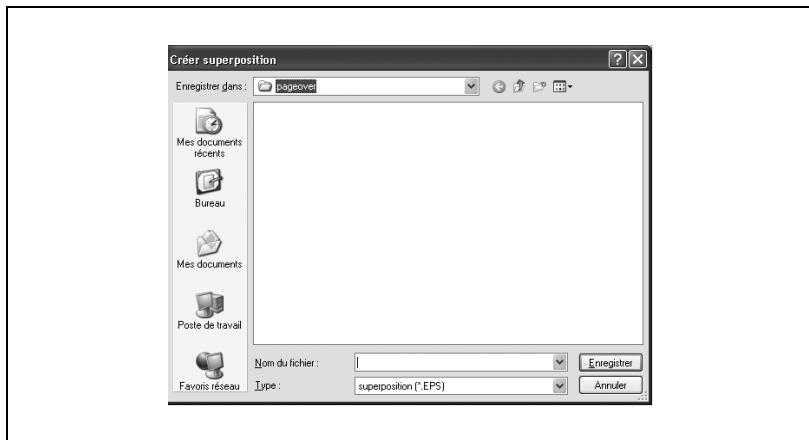 Créer superposition
Enregistrer dans : pageover
Mes documents
récents
Bureau
Mes documents
Poste de travail
Favoris réseau
Nom du fichier :
Enregistrer
Type : superposition (*.EPS)
Annuler